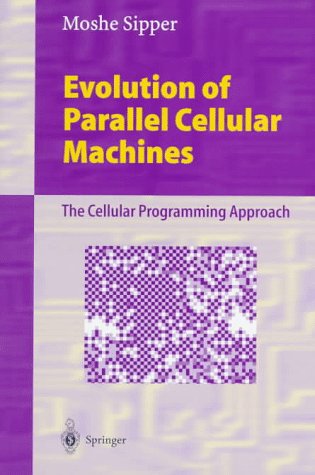 Moshe Sipper
Evolution of
Parallel Cellular
Machines
The Cellular Programming Approach
Springer